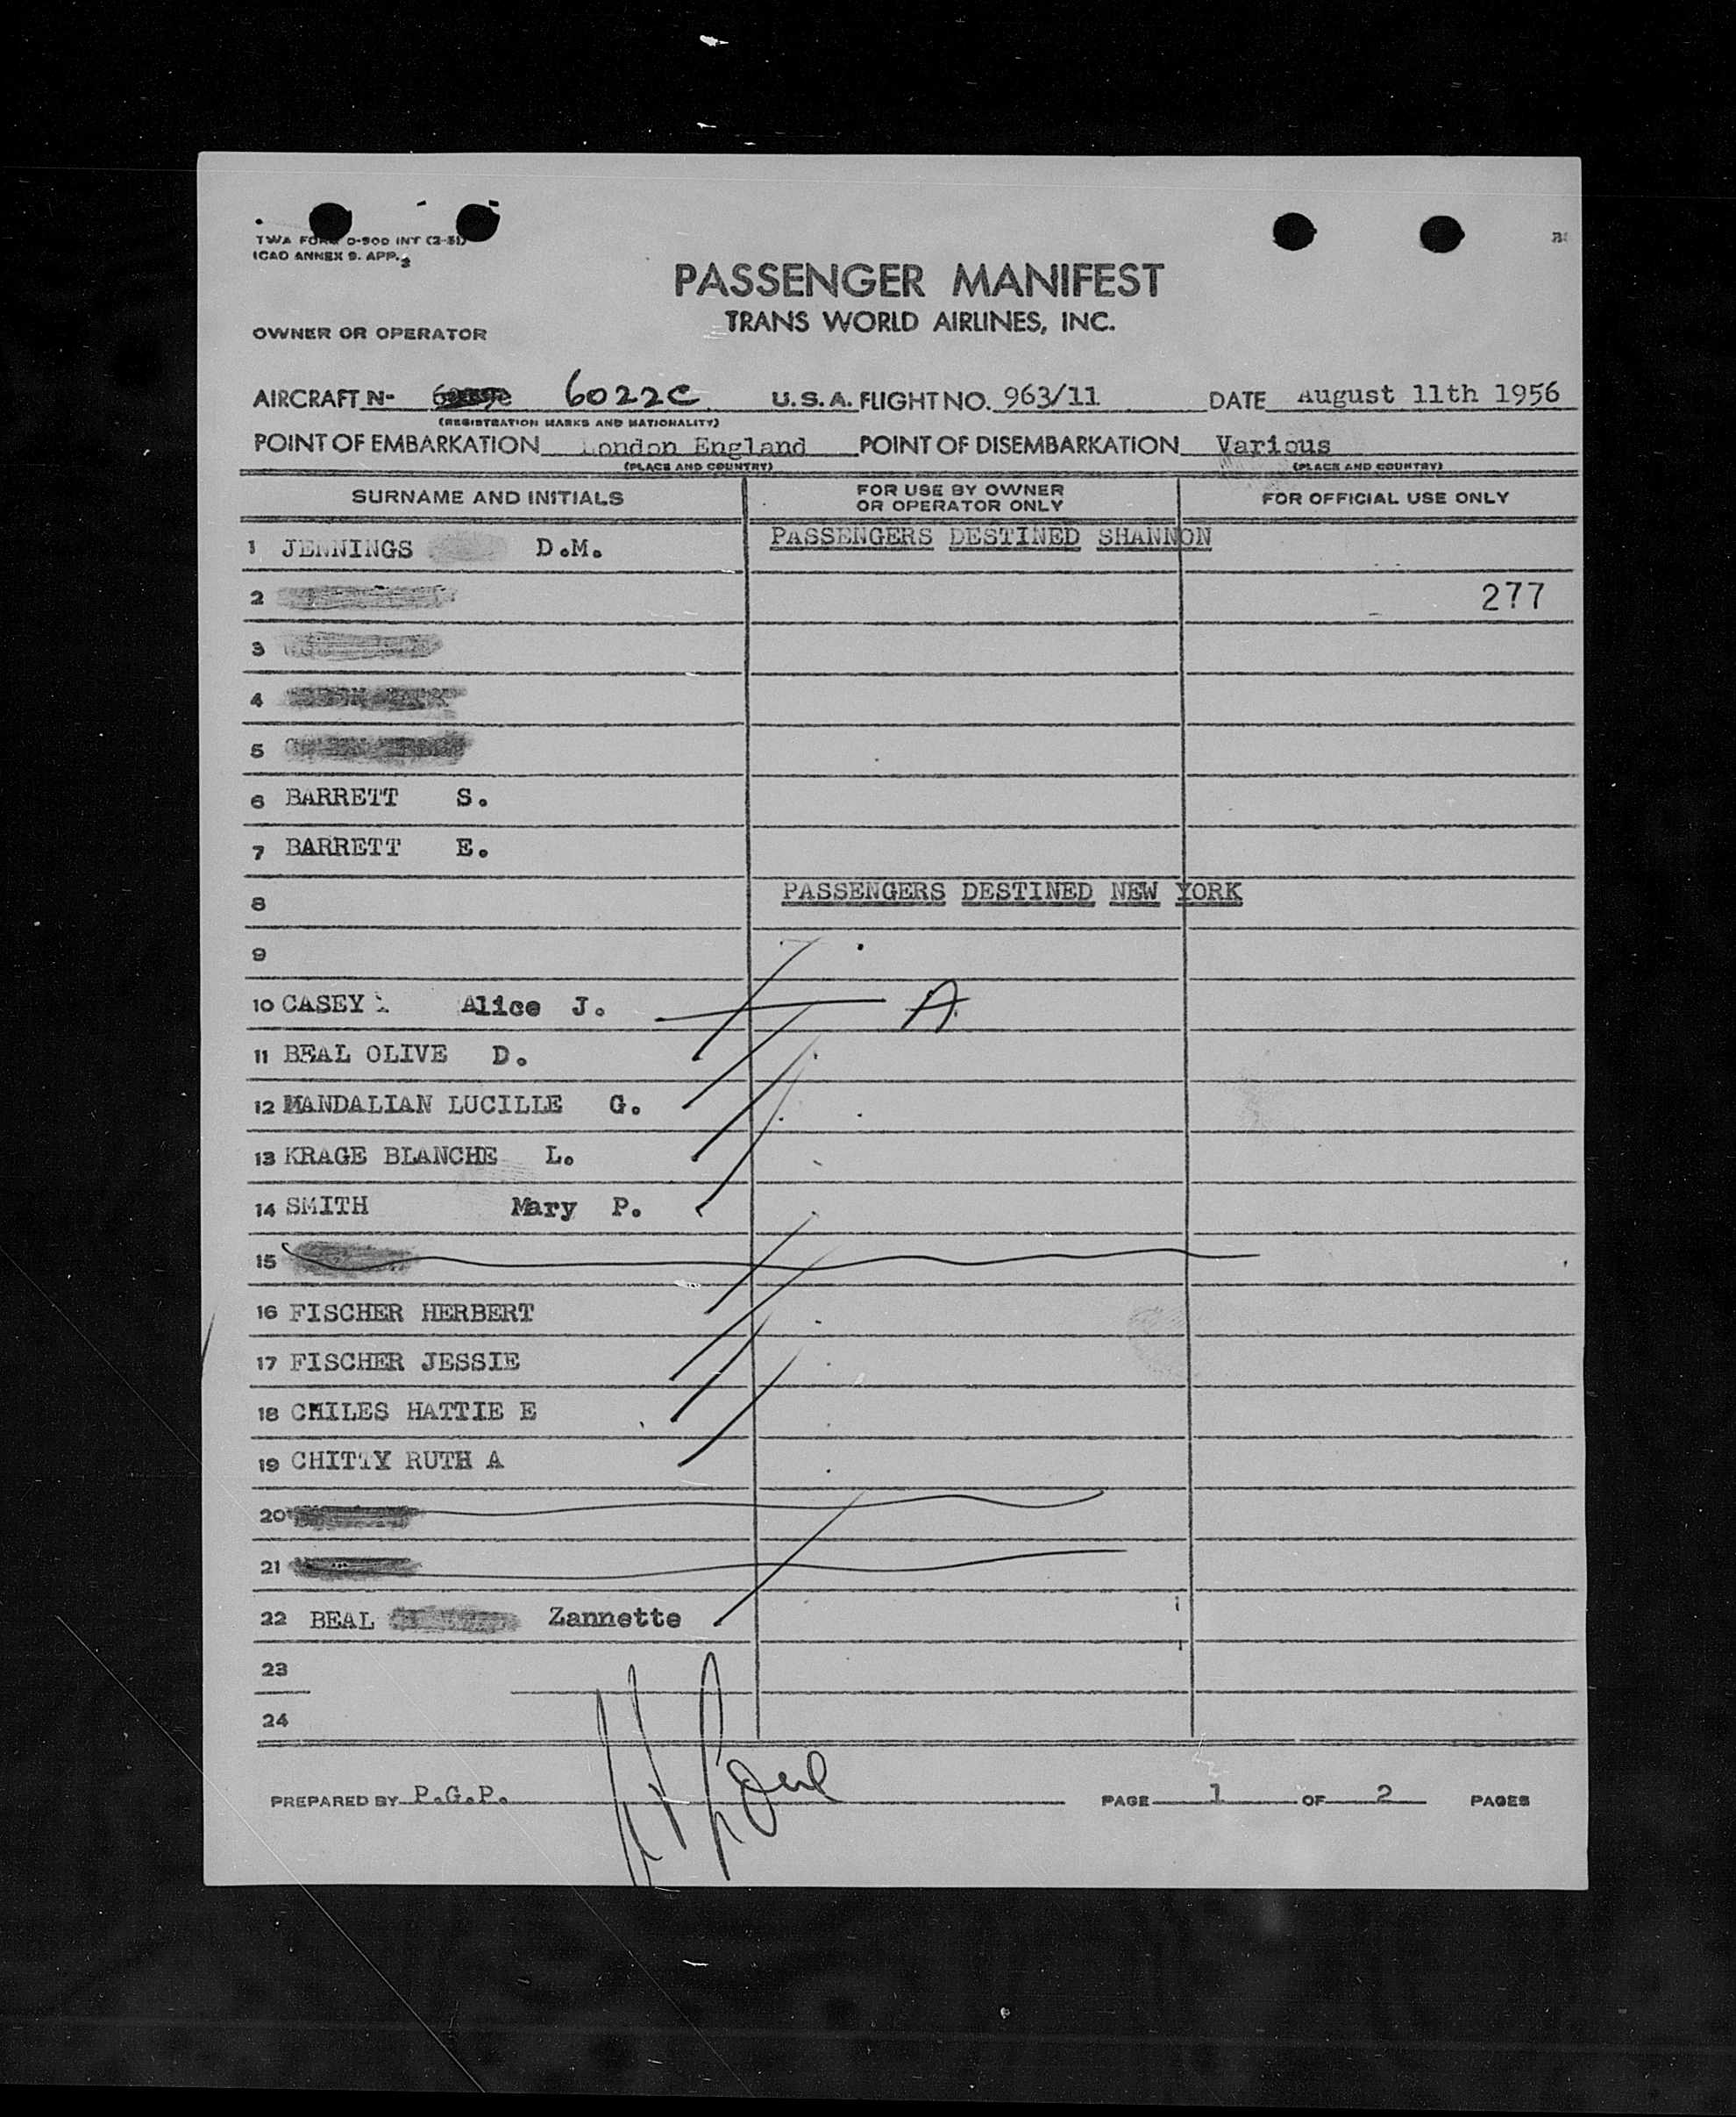 TWA FORM 0-900 INT (2-51)
ICAO ANNEX 9. APP. 3
PASSENGER MANIFEST
TRANS WORLD AIRLINES, INC.
OWNER OR OPERATOR
AIRCRAFT N- 6022C U.S.A. FLIGHT NO. 963/11 DATE August 11th 1956
(REGISTRATION MARKS AND NATIONALITY)
POINT OF EMBARKATION London England POINT OF DISEMBARKATION Various
(PLACE AND COUNTRY) (PLACE AND COUNTRY)
SURNAME AND INITIALS FOR USE BY OWNER OR OPERATOR ONLY FOR OFFICIAL USE ONLY
1 JENNINGS D.M. PASSENGERS DESTINED SHANNON
2 277
3
4
5
6 BARRETT S.
7 BARRETT E.
8 PASSENGERS DESTINED NEW YORK
9
10 CASEY Alice J. A
11 BEAL OLIVE D.
12 MANDALIAN LUCILLE G.
13 KRAGE BLANCHE L.
14 SMITH Mary P.
15
16 FISCHER HERBERT
17 FISCHER JESSIE
18 CHILES HATTIE E
19 CHITTY RUTH A
20
21
22 BEAL Zannette
23
24
PREPARED BY P.G.P. PAGE 1 OF 2 PAGES